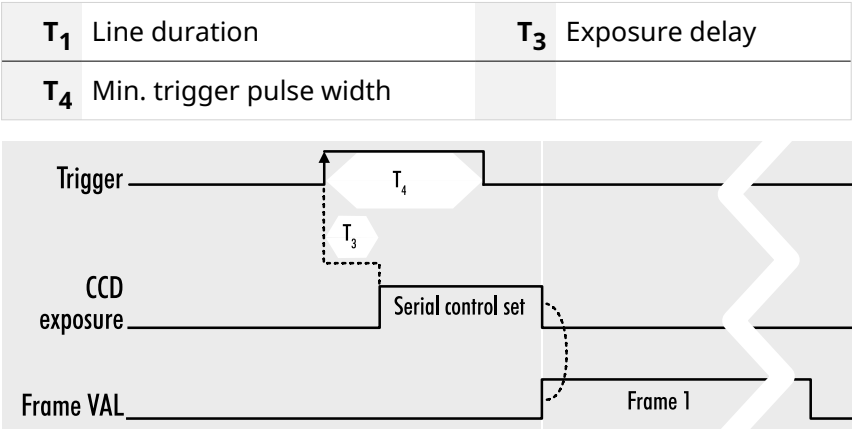 T1 Line duration T3 Exposure delay
T4 Min. trigger pulse width
Trigger
T4
T3
CCD
exposure
Serial control set
Frame VAL
Frame 1